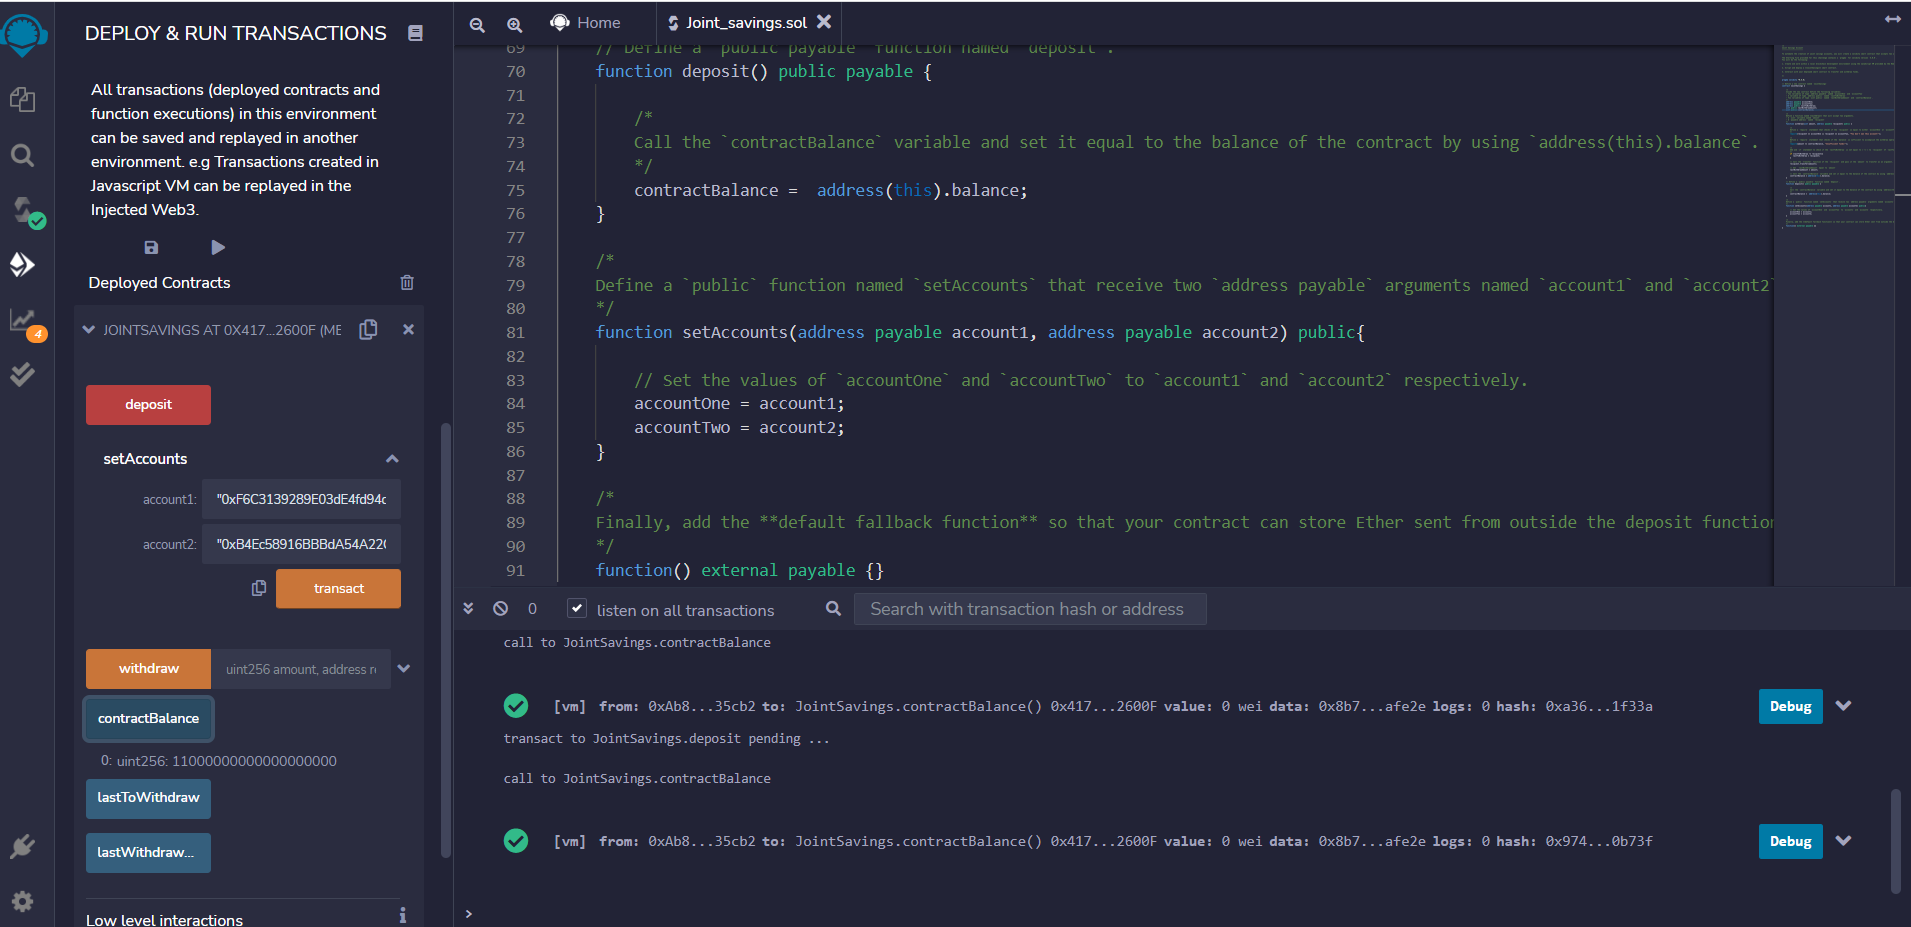 DEPLOY & RUN TRANSACTIONS
All transactions (deployed contracts and
function executions) in this environment
can be saved and replayed in another
environment. e.g Transactions created in
Javascript VM can be replayed in the
Injected Web3.
Deployed Contracts
JOINTSAVINGS AT 0X417...2600F (ME
deposit
setAccounts
account1: "0xF6C3139289E03dE4fd94c
account2: "0xB4Ec58916BBBdA54A22C
transact
withdraw uint256 amount, address re
contractBalance
0: uint256: 11000000000000000000
lastToWithdraw
lastWithdraw...
Low level interactions
4
Home
Joint_savings.sol
69 // Define a `public payable` function named `deposit`.
70 function deposit() public payable {
71
72 /*
73 Call the `contractBalance` variable and set it equal to the balance of the contract by using `address(this).balance`.
74 */
75 contractBalance =  address(this).balance;
76 }
77
78 /*
79 Define a `public` function named `setAccounts` that receive two `address payable` arguments named `account1` and `account2`
80 */
81 function setAccounts(address payable account1, address payable account2) public{
82
83 // Set the values of `accountOne` and `accountTwo` to `account1` and `account2` respectively.
84 accountOne = account1;
85 accountTwo = account2;
86 }
87
88 /*
89 Finally, add the **default fallback function** so that your contract can store Ether sent from outside the deposit function
90 */
91 function() external payable {}
0 listen on all transactions Search with transaction hash or address
call to JointSavings.contractBalance
[vm] from: 0xAb8...35cb2 to: JointSavings.contractBalance() 0x417...2600F value: 0 wei data: 0x8b7...afe2e logs: 0 hash: 0xa36...1f33a Debug
transact to JointSavings.deposit pending ...
call to JointSavings.contractBalance
[vm] from: 0xAb8...35cb2 to: JointSavings.contractBalance() 0x417...2600F value: 0 wei data: 0x8b7...afe2e logs: 0 hash: 0x974...0b73f Debug
>